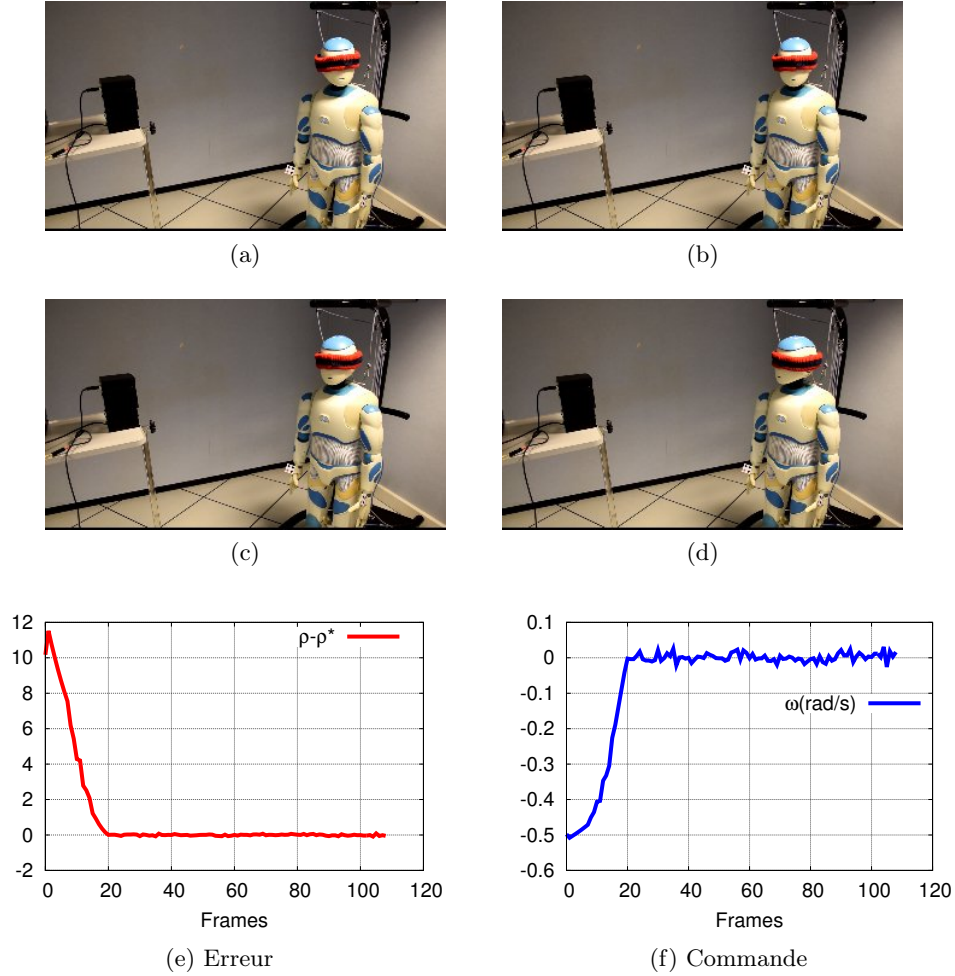 (a)
(b)
(c)
(d)
12
10
8
6
4
2
0
-2
ρ-ρ*
0 20 40 60 80 100 120
Frames
(e) Erreur
0.1
0
-0.1
-0.2
-0.3
-0.4
-0.5
-0.6
ω(rad/s)
0 20 40 60 80 100 120
Frames
(f) Commande